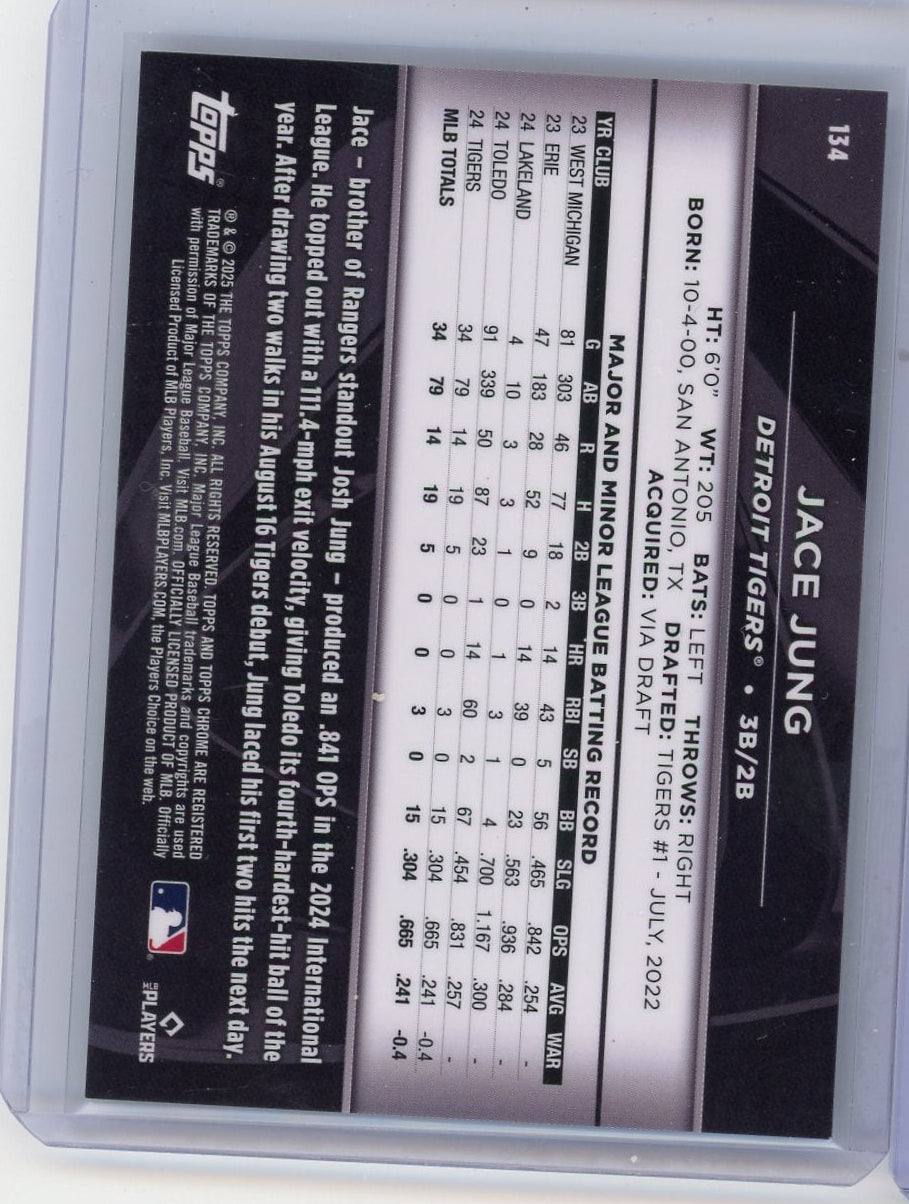 134
JACE JUNG
DETROIT TIGERS® • 3B/2B
HT: 6'0" WT: 205 BATS: LEFT THROWS: RIGHT
BORN: 10-4-00, SAN ANTONIO, TX DRAFTED: TIGERS #1 - JULY, 2022
ACQUIRED: VIA DRAFT
MAJOR AND MINOR LEAGUE BATTING RECORD
YR CLUB G AB R H 2B 3B HR RBI SB BB SLG OPS AVG WAR
23 WEST MICHIGAN 81 303 46 77 18 2 14 43 5 56 .465 .842 .254 -
23 ERIE 47 183 28 52 9 0 14 39 0 23 .563 .936 .284 -
24 LAKELAND 4 10 3 3 1 0 1 3 1 4 .700 1.167 .300 -
24 TOLEDO 91 339 50 87 23 1 14 60 2 67 .454 .831 .257 -
24 TIGERS 34 79 14 19 5 0 0 3 0 15 .304 .665 .241 -0.4
MLB TOTALS 34 79 14 19 5 0 0 3 0 15 .304 .665 .241 -0.4
Jace – brother of Rangers standout Josh Jung – produced an .841 OPS in the 2024 International
League. He topped out with a 111.4-mph exit velocity, giving Toledo its fourth-hardest-hit ball of the
year. After drawing two walks in his August 16 Tigers debut, Jung laced his first two hits the next day.
topps®
® & © 2025 THE TOPPS COMPANY, INC. ALL RIGHTS RESERVED. TOPPS AND TOPPS CHROME ARE REGISTERED
TRADEMARKS OF THE TOPPS COMPANY, INC. Major League Baseball trademarks and copyrights are used
with permission of Major League Baseball. Visit MLB.com. OFFICIALLY LICENSED PRODUCT OF MLB. Officially
Licensed Product of MLB Players, Inc. Visit MLBPLAYERS.COM, the Players Choice on the web.
MLB
PLAYERS